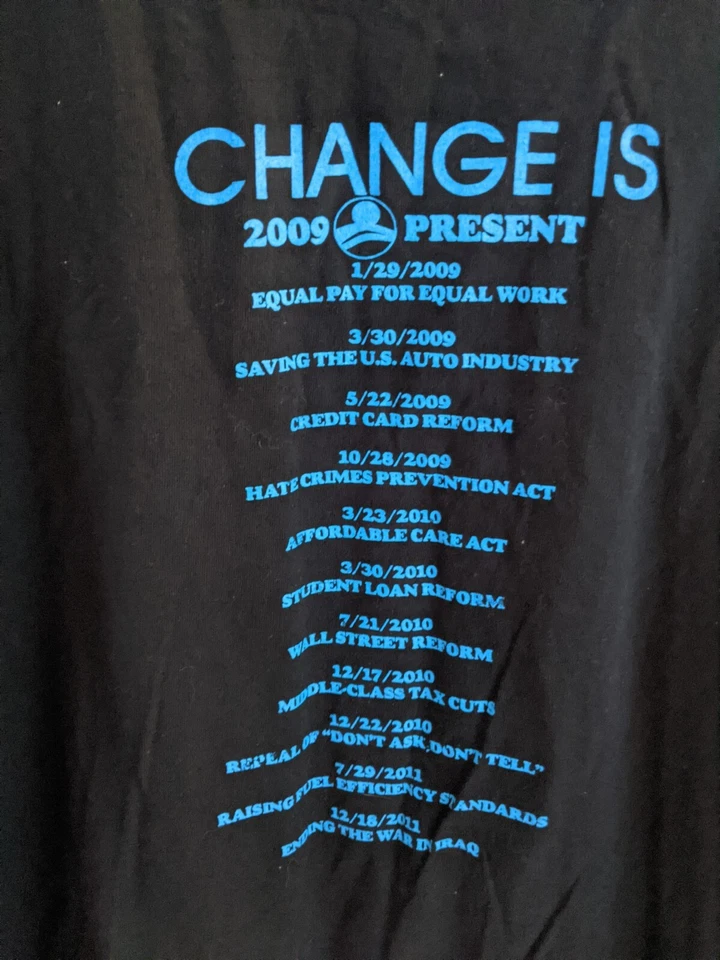 CHANGE IS
2009 PRESENT
1/29/2009
EQUAL PAY FOR EQUAL WORK
3/30/2009
SAVING THE U.S. AUTO INDUSTRY
5/22/2009
CREDIT CARD REFORM
10/28/2009
HATE CRIMES PREVENTION ACT
3/23/2010
AFFORDABLE CARE ACT
3/30/2010
STUDENT LOAN REFORM
7/21/2010
WALL STREET REFORM
12/17/2010
MIDDLE-CLASS TAX CUTS
12/22/2010
REPEAL OF "DON'T ASK, DON'T TELL"
7/29/2011
RAISING FUEL EFFICIENCY STANDARDS
12/18/2011
ENDING THE WAR IN IRAQ